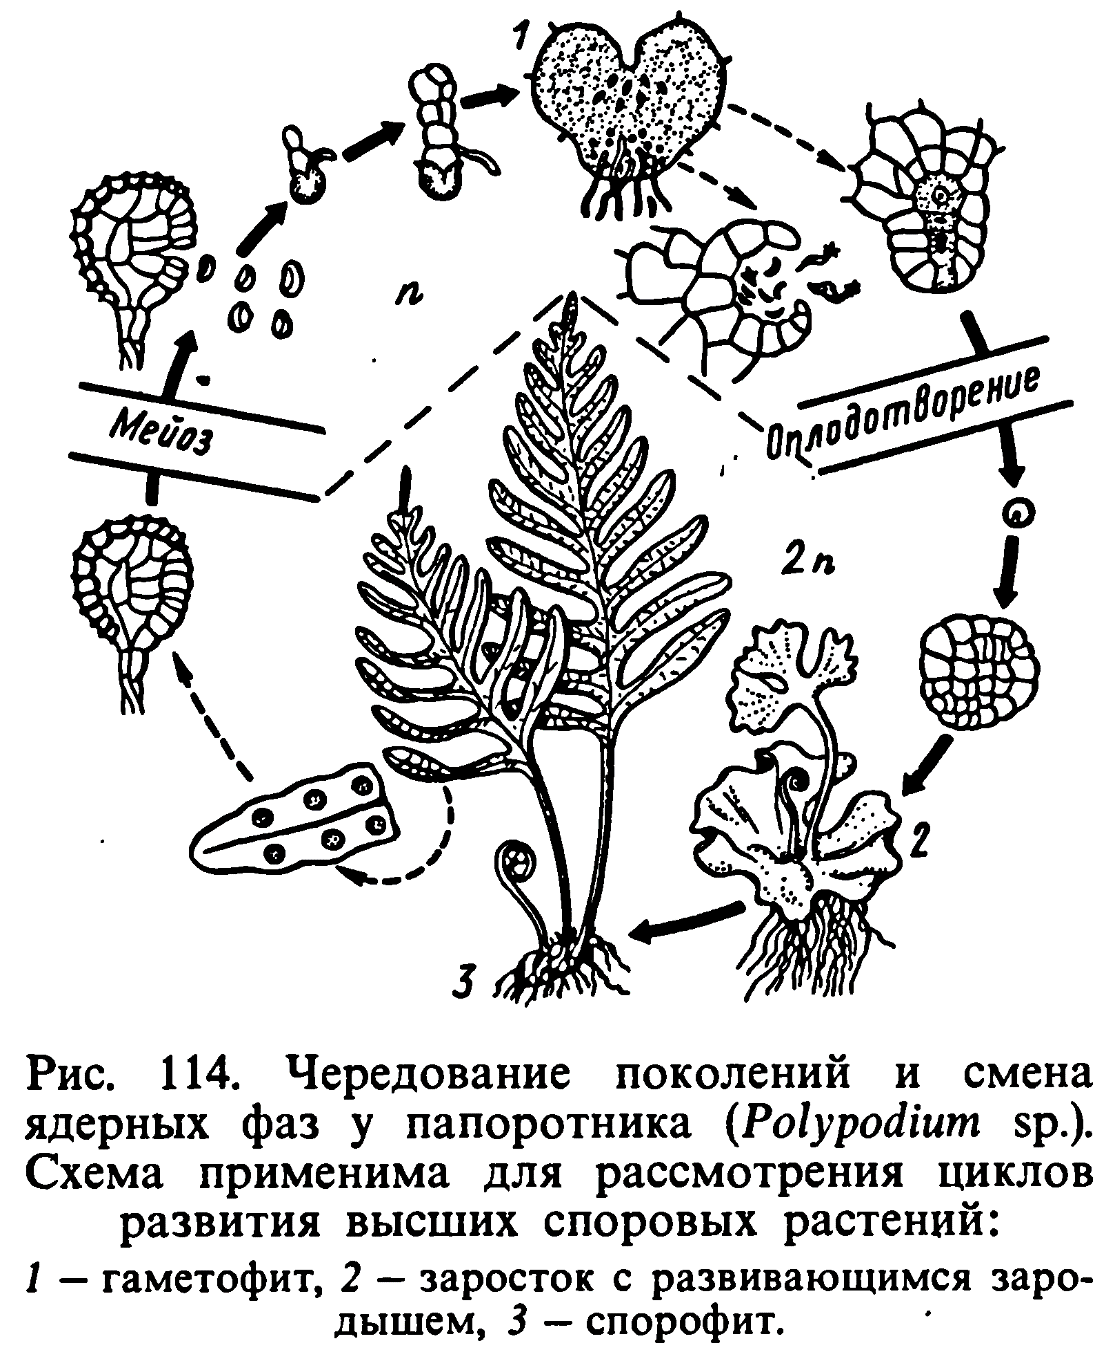 1
n
Мейоз
Оплодотворение
2n
2
3
Рис. 114. Чередование поколений и смена
ядерных фаз у папоротника (Polypodium sp.).
Схема применима для рассмотрения циклов
развития высших споровых растений:
1 — гаметофит, 2 — заросток с развивающимся заро-
дышем, 3 — спорофит.